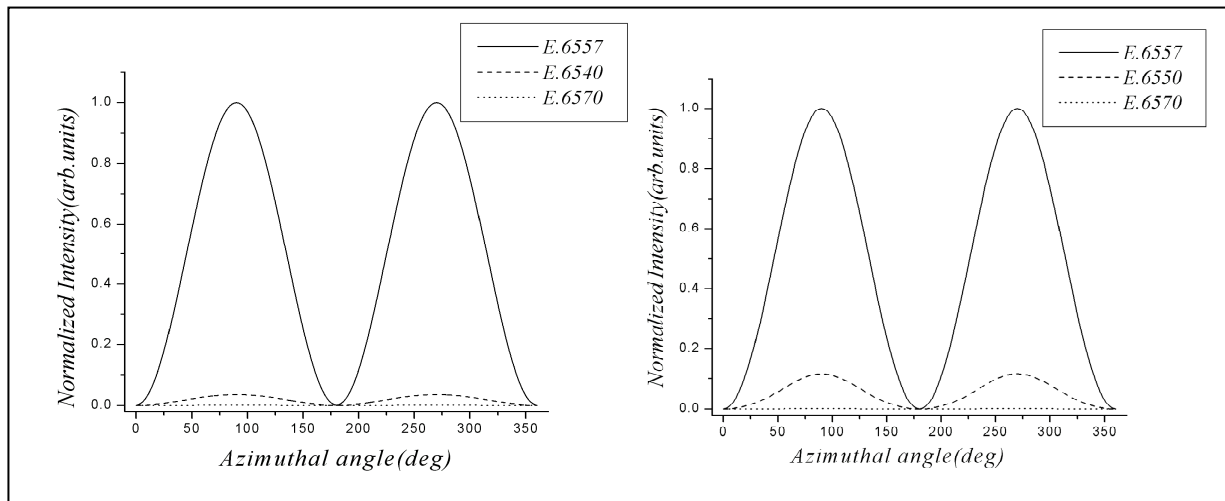 E.6557
E.6540
E.6570
Normalized Intensity(arb.units)
1.0
0.8
0.6
0.4
0.2
0.0
0 50 100 150 200 250 300 350
Azimuthal angle(deg)
E.6557
E.6550
E.6570
Normalized Inuensity(arb.units)
1.0
0.8
0.6
0.4
0.2
0.0
0 50 100 150 200 250 300 350
Azimuthal angle(deg)